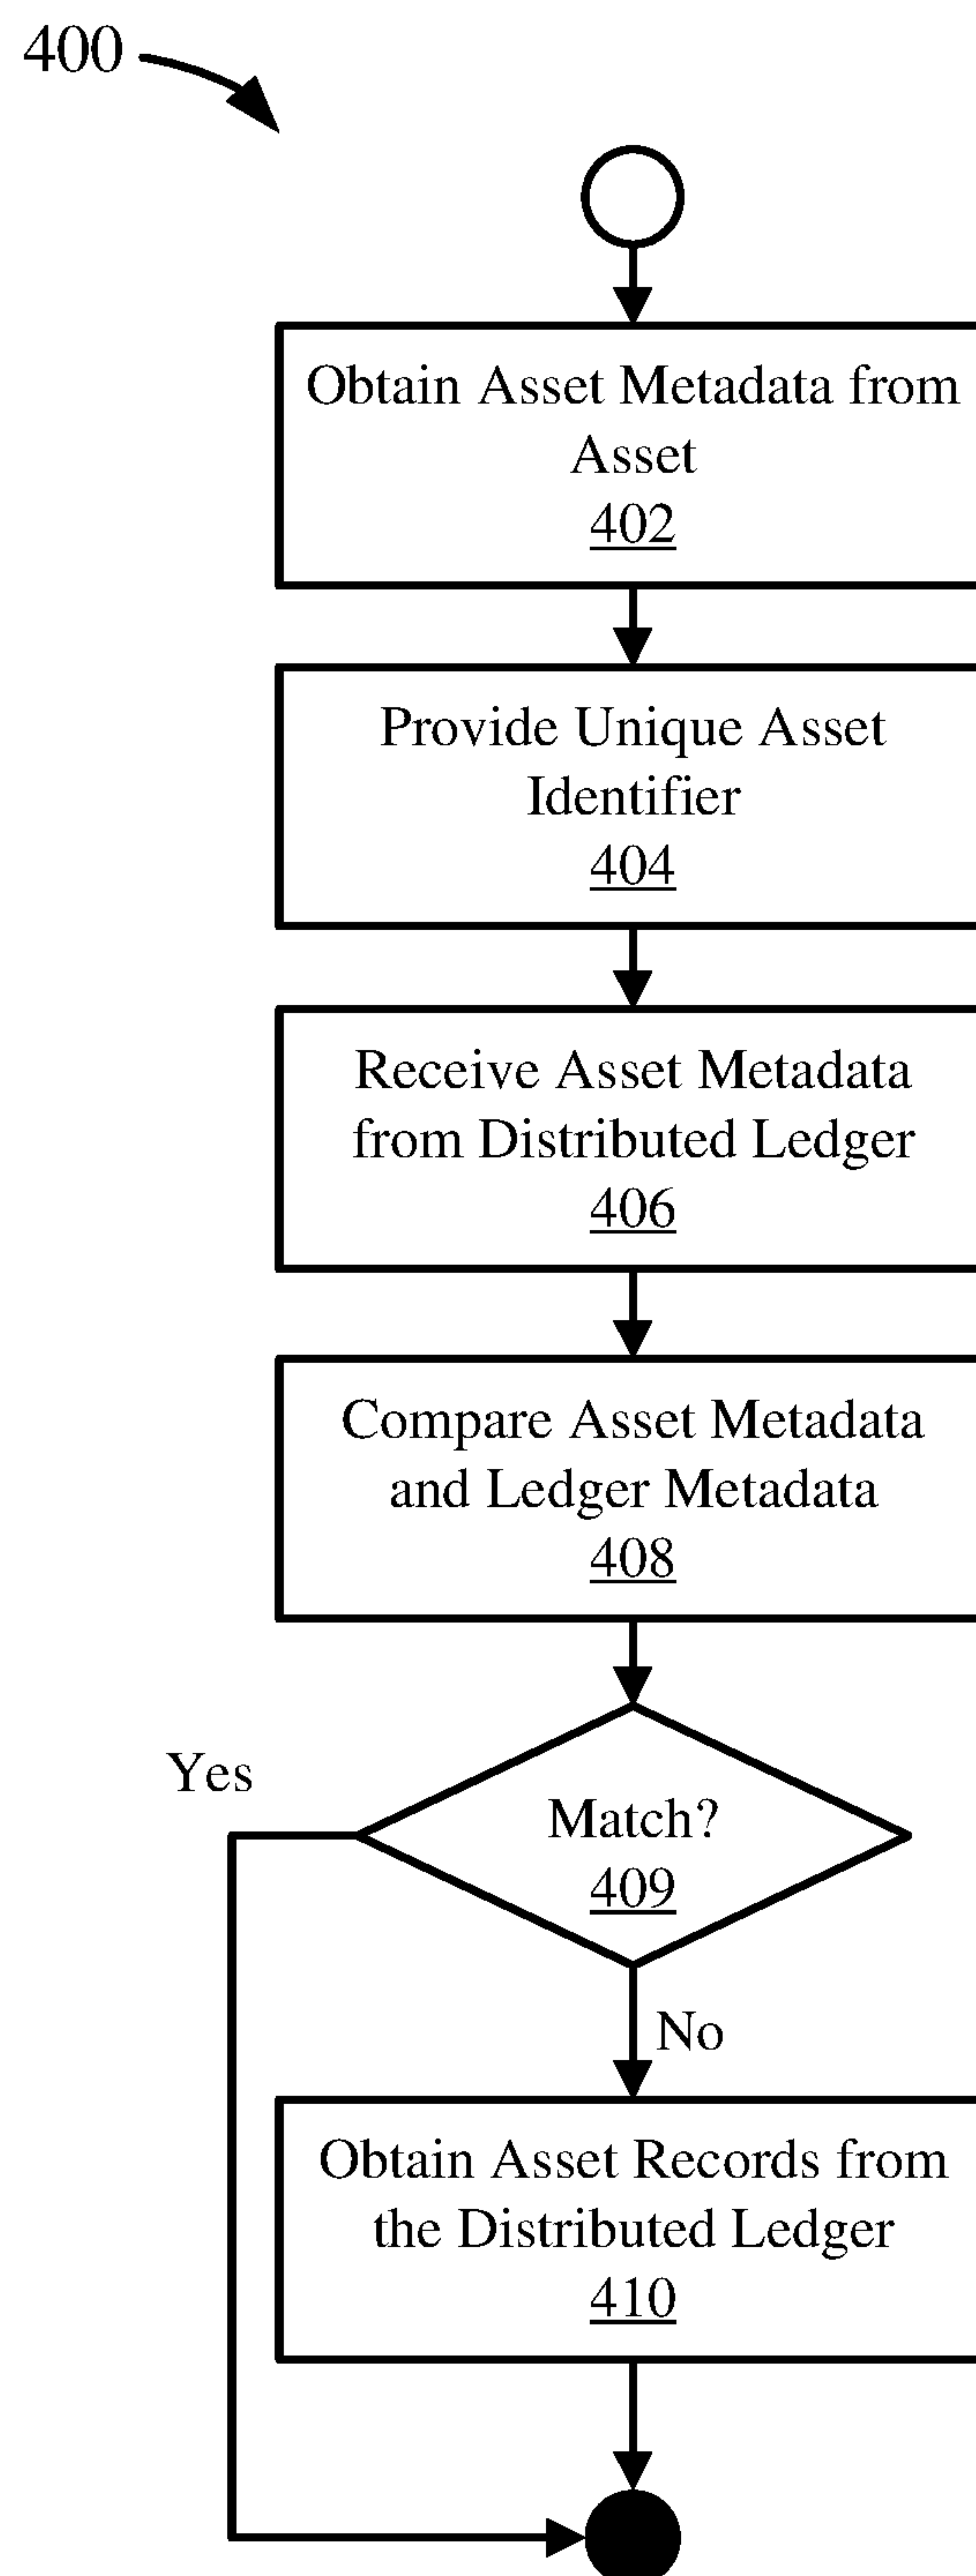 400
Obtain Asset Metadata from
Asset
402
Provide Unique Asset
Identifier
404
Receive Asset Metadata
from Distributed Ledger
406
Compare Asset Metadata
and Ledger Metadata
408
Yes
Match?
409
No
Obtain Asset Records from
the Distributed Ledger
410